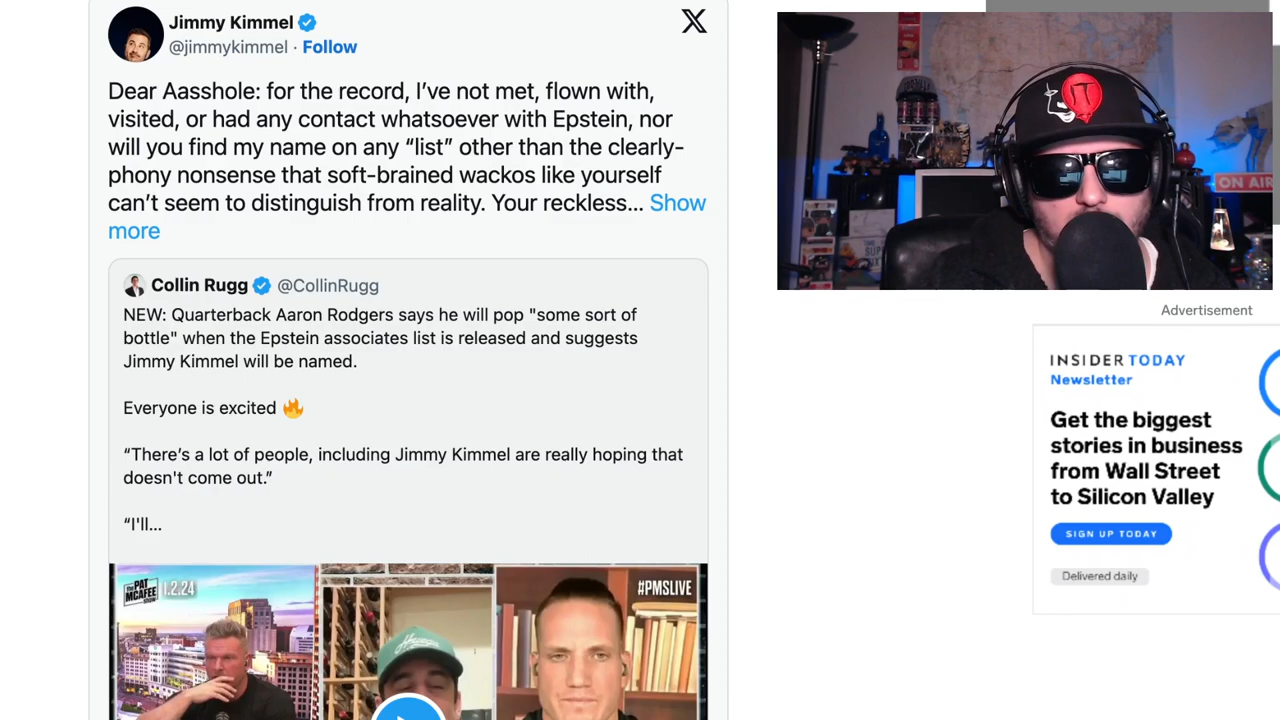 Jimmy Kimmel
@jimmykimmel · Follow
Dear Aasshole: for the record, I’ve not met, flown with,
visited, or had any contact whatsoever with Epstein, nor
will you find my name on any “list” other than the clearly-
phony nonsense that soft-brained wackos like yourself
can’t seem to distinguish from reality. Your reckless... Show
more
Collin Rugg @CollinRugg
NEW: Quarterback Aaron Rodgers says he will pop "some sort of
bottle" when the Epstein associates list is released and suggests
Jimmy Kimmel will be named.
Everyone is excited 🔥
“There’s a lot of people, including Jimmy Kimmel are really hoping that
doesn't come out.”
“I'll...
THE
PAT
MCAFEE
SHOW
1.2.24
#PMSLIVE
IT
ON AIR
Advertisement
INSIDER TODAY
Newsletter
Get the biggest
stories in business
from Wall Street
to Silicon Valley
SIGN UP TODAY
Delivered daily